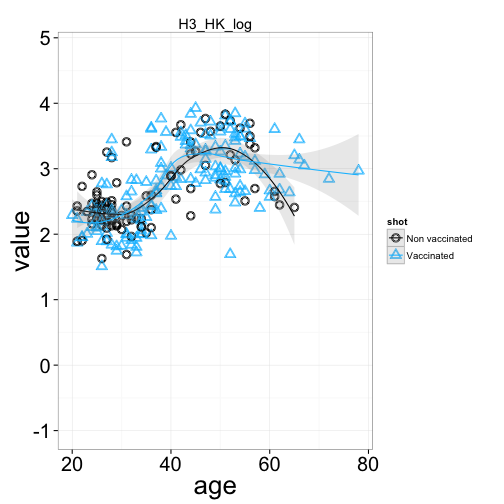 H3_HK_log
5
4
3
2
1
0
-1
value
20 40 60 80
age
shot
Non vaccinated
Vaccinated